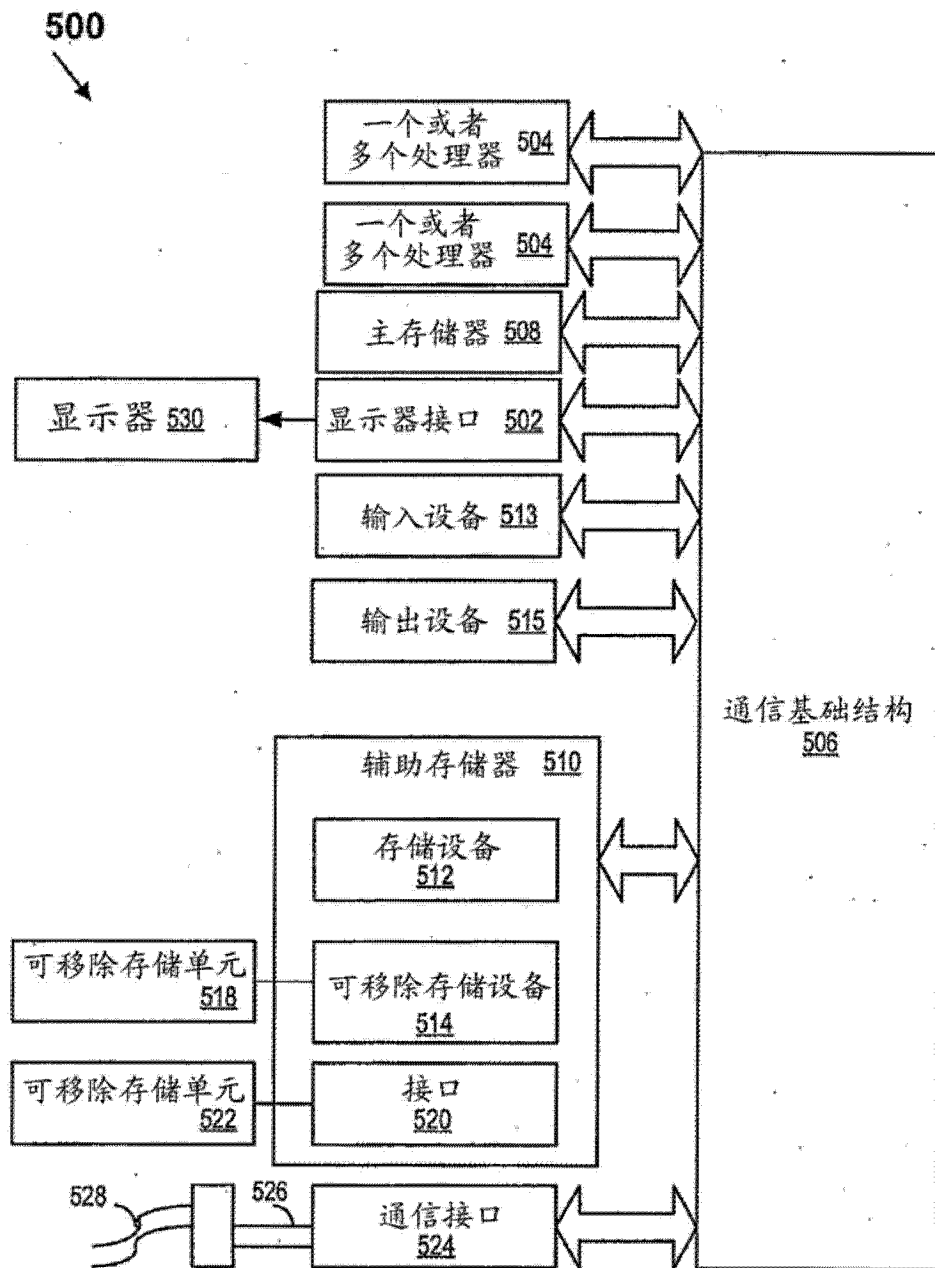 500
一个或者
多个处理器 504
一个或者
多个处理器 504
主存储器 508
显示器 530
显示器接口 502
输入设备 513
输出设备 515
通信基础结构
506
辅助存储器 510
存储设备
512
可移除存储单元
518
可移除存储设备
514
可移除存储单元
522
接口
520
528
526
通信接口
524